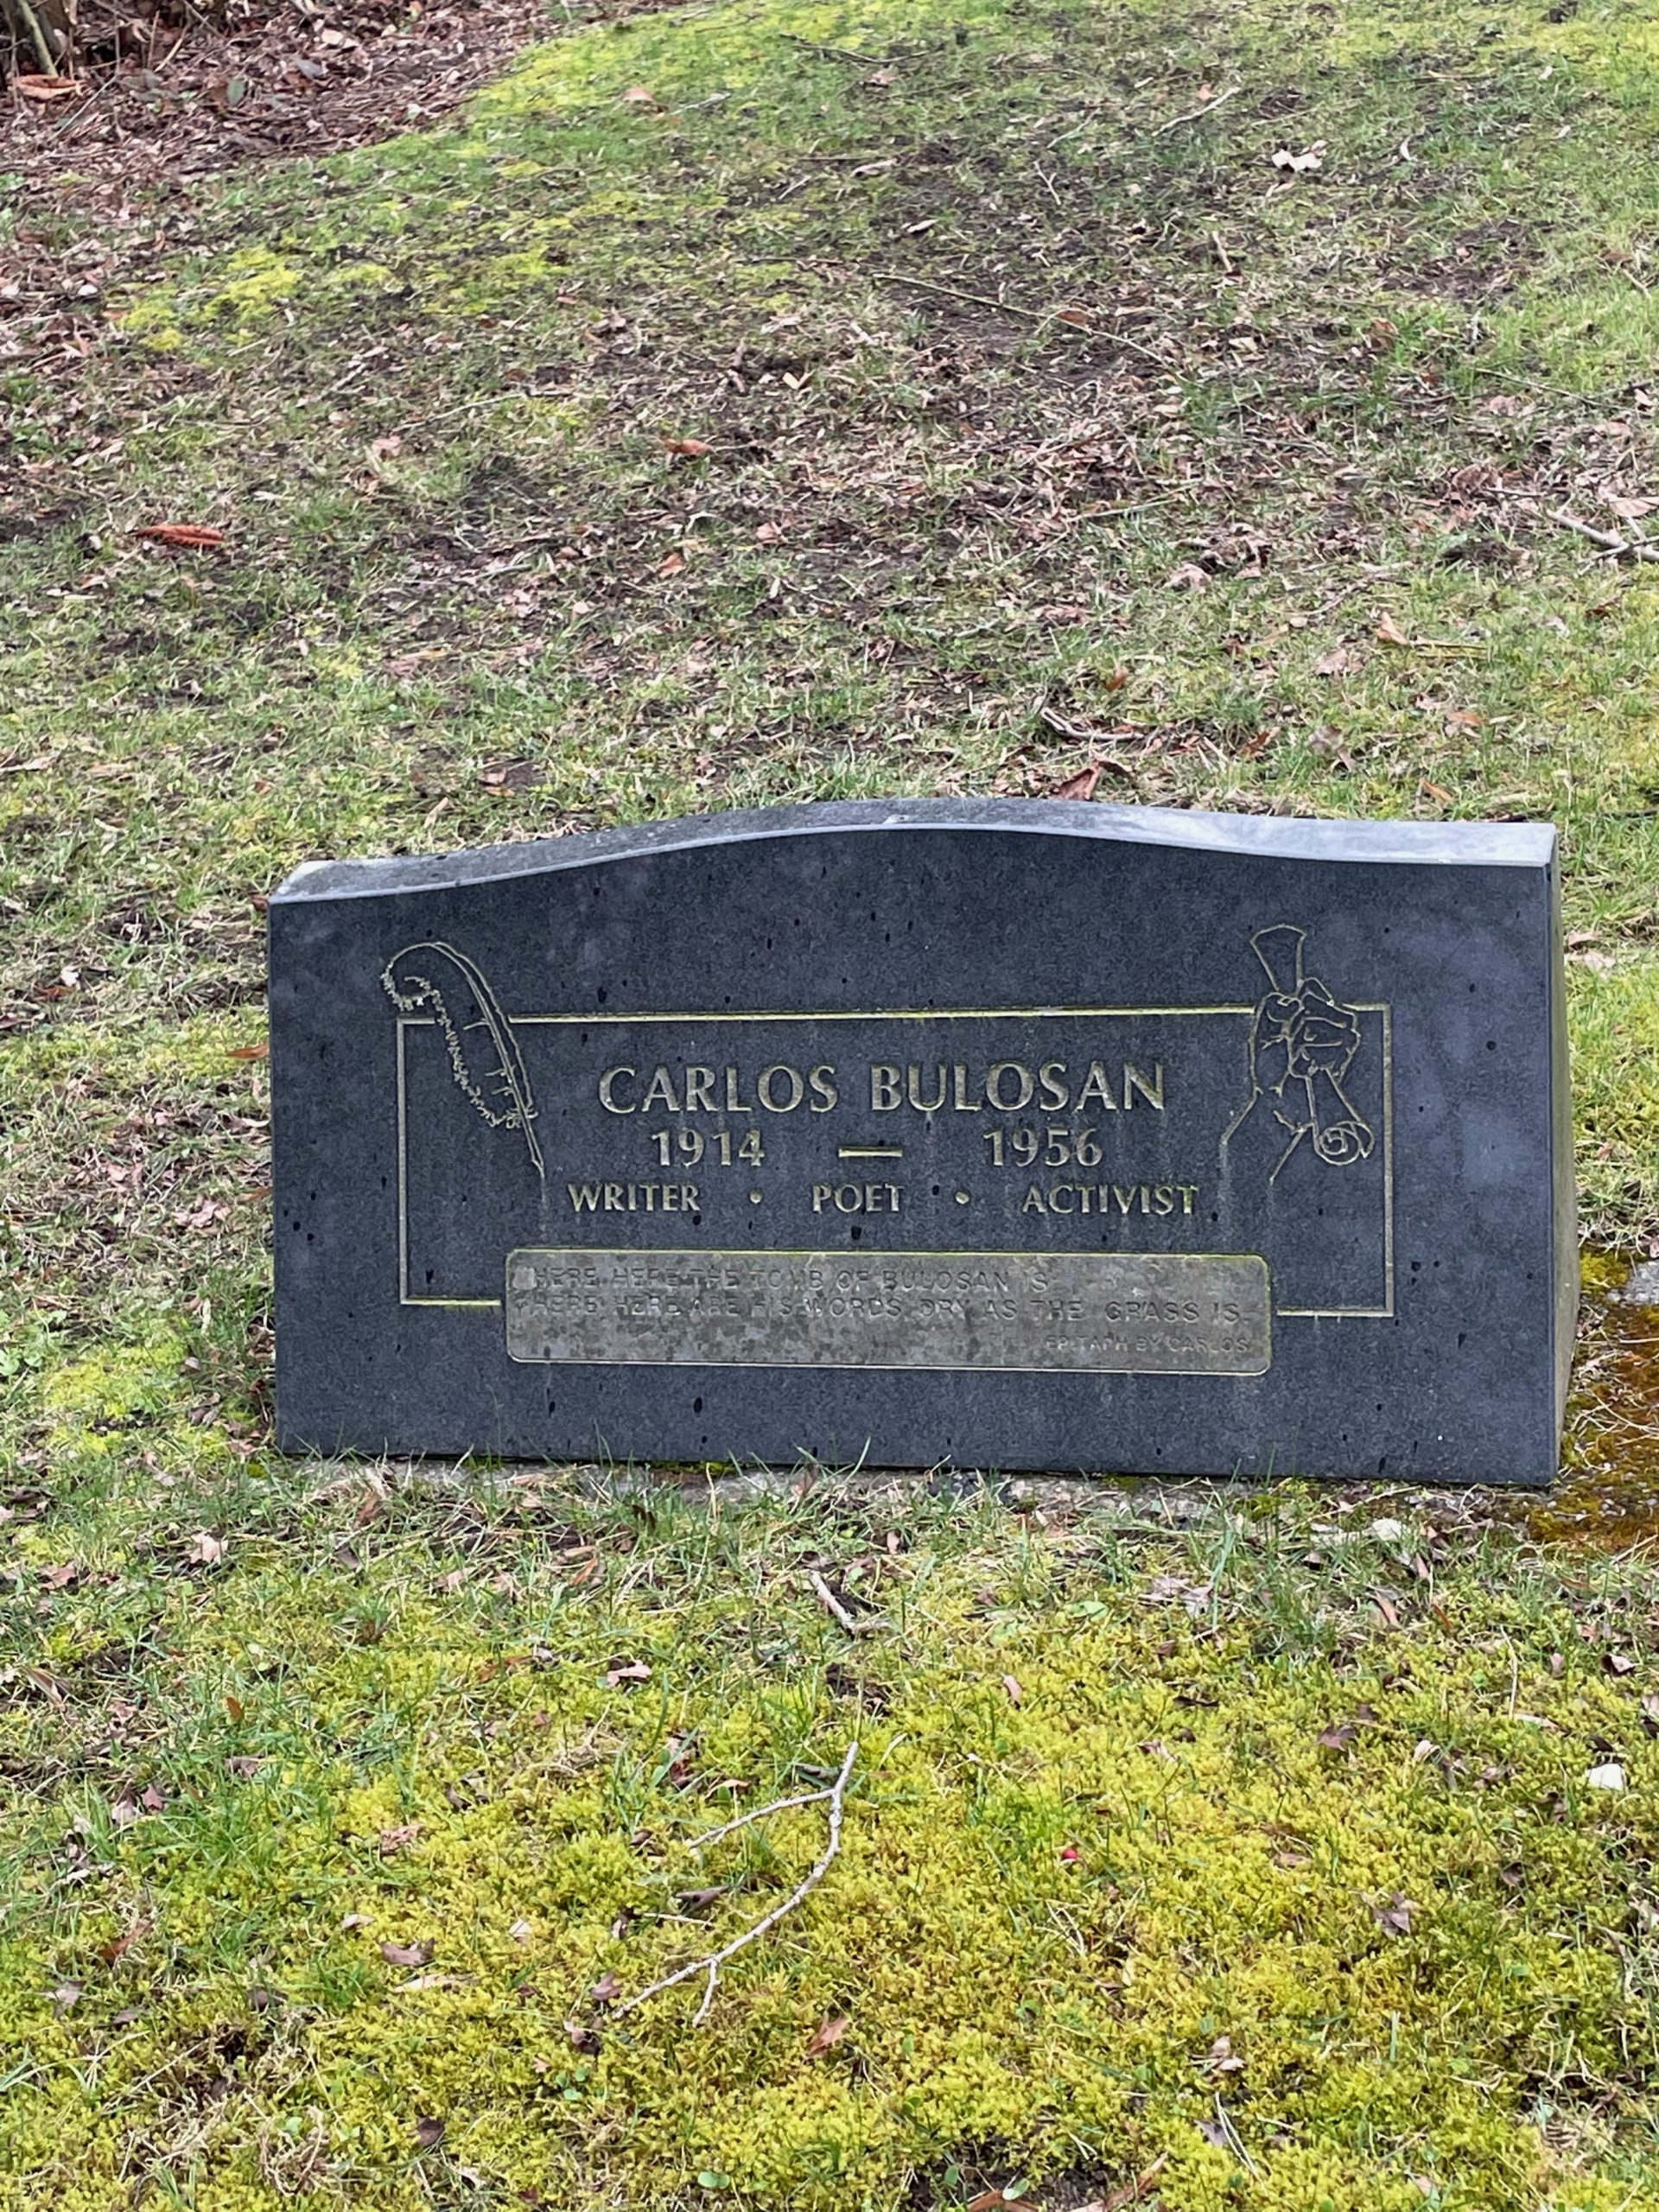 CARLOS BULOSAN
1914 — 1956
WRITER • POET • ACTIVIST
HERE, HERE THE TOMB OF BULOSAN IS
HERE, HERE ARE HIS WORDS, DRY AS THE GRASS IS.
EPITAPH BY CARLOS